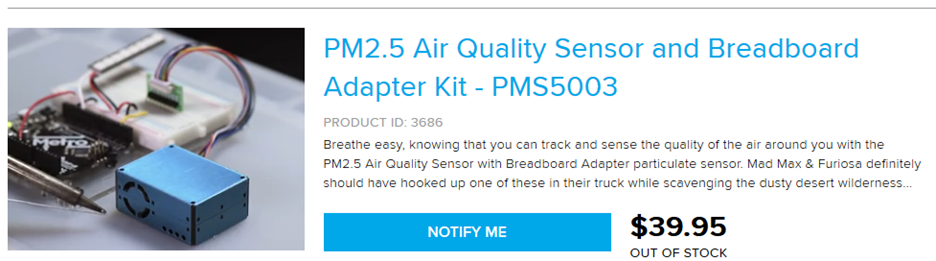 PM2.5 Air Quality Sensor and Breadboard
Adapter Kit - PMS5003
PRODUCT ID: 3686
Breathe easy, knowing that you can track and sense the quality of the air around you with the
PM2.5 Air Quality Sensor with Breadboard Adapter particulate sensor. Mad Max & Furiosa definitely
should have hooked up one of these in their truck while scavenging the dusty desert wilderness...
NOTIFY ME
$39.95
OUT OF STOCK
Metro